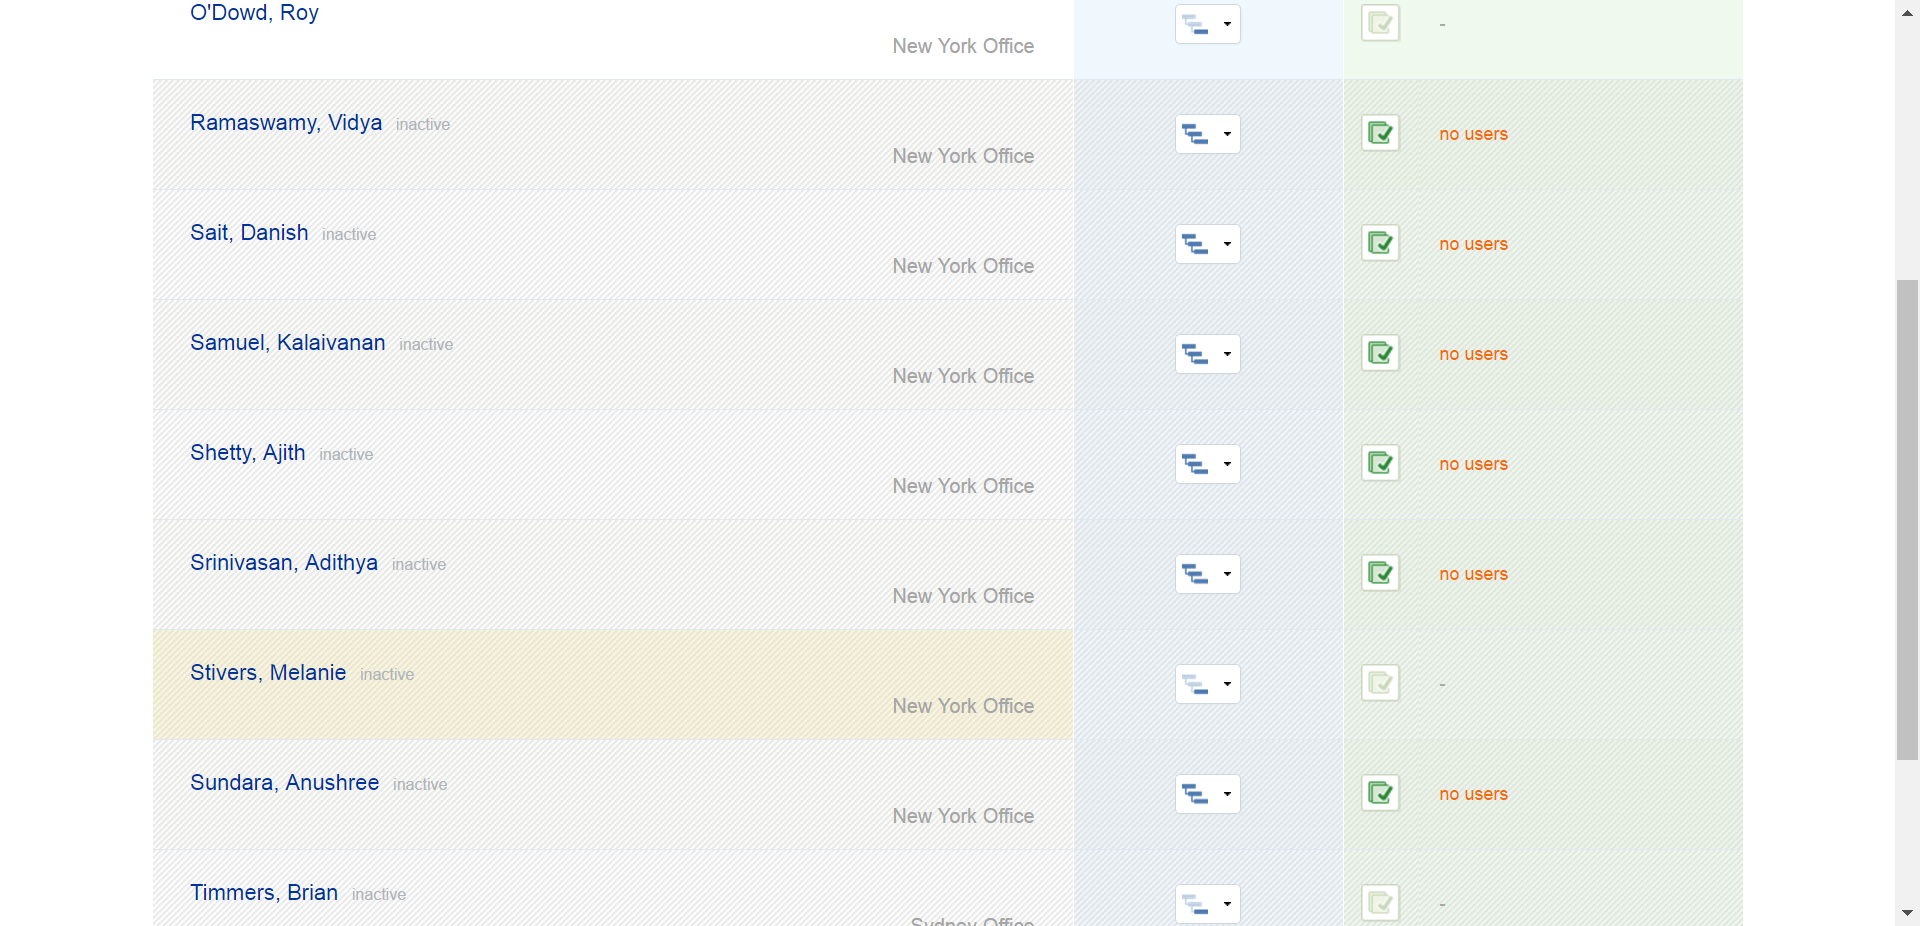 O'Dowd, Roy
-
New York Office
Ramaswamy, Vidya inactive
no users
New York Office
Sait, Danish inactive
no users
New York Office
Samuel, Kalaivanan inactive
no users
New York Office
Shetty, Ajith inactive
no users
New York Office
Srinivasan, Adithya inactive
no users
New York Office
Stivers, Melanie inactive
-
New York Office
Sundara, Anushree inactive
no users
New York Office
Timmers, Brian inactive
-
Sydney Office